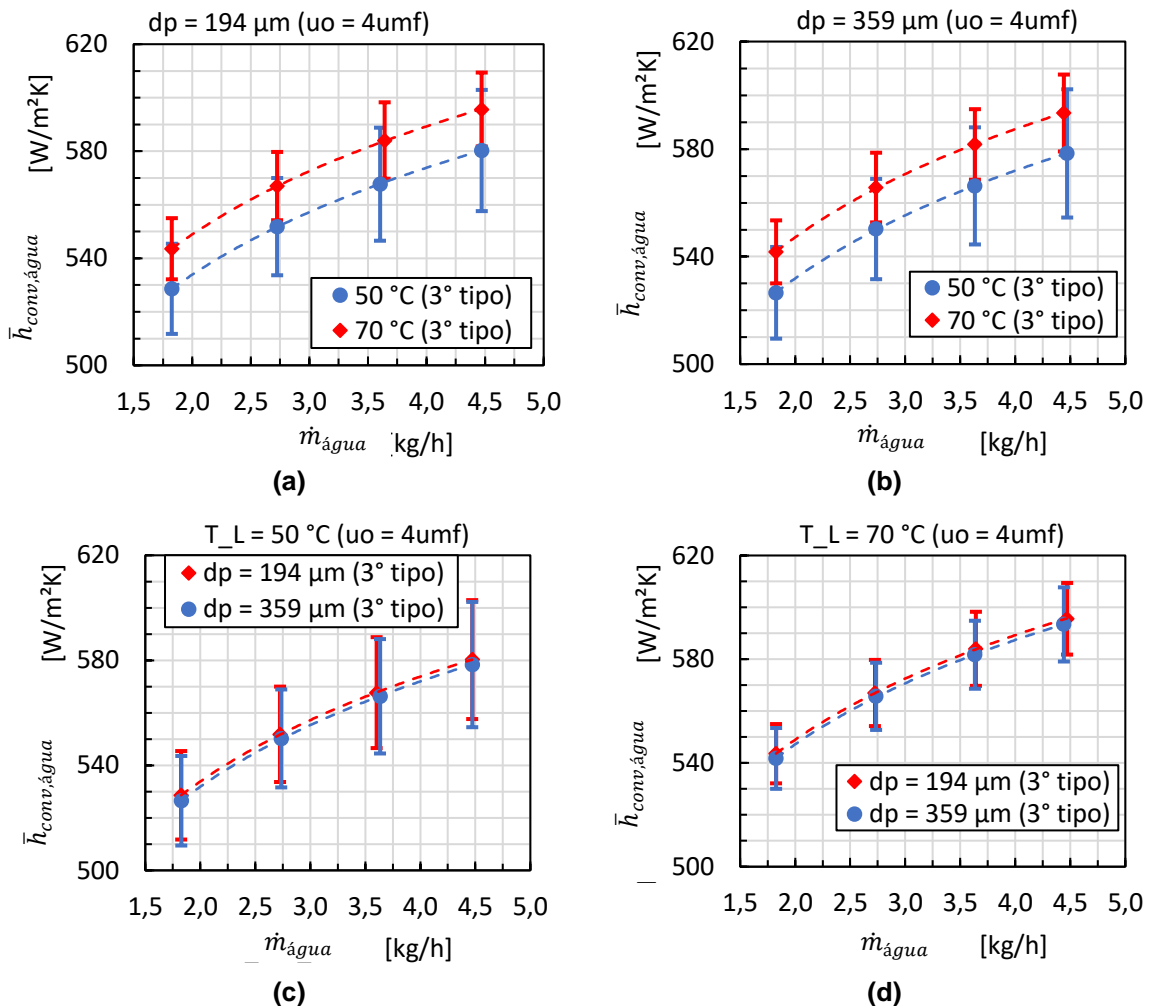 dp = 194 µm (uo = 4umf)
620
580
540
500
h̅conv,água [W/m²K]
50 °C (3° tipo)
70 °C (3° tipo)
1,5 2,0 2,5 3,0 3,5 4,0 4,5 5,0
ṁágua [kg/h]
(a)
dp = 359 µm (uo = 4umf)
620
580
540
500
h̅conv,água [W/m²K]
50 °C (3° tipo)
70 °C (3° tipo)
1,5 2,0 2,5 3,0 3,5 4,0 4,5 5,0
ṁágua [kg/h]
(b)
T_L = 50 °C (uo = 4umf)
620
580
540
500
h̅conv,água [W/m²K]
dp = 194 µm (3° tipo)
dp = 359 µm (3° tipo)
1,5 2,0 2,5 3,0 3,5 4,0 4,5 5,0
ṁágua [kg/h]
(c)
T_L = 70 °C (uo = 4umf)
620
580
540
500
h̅conv,água [W/m²K]
dp = 194 µm (3° tipo)
dp = 359 µm (3° tipo)
1,5 2,0 2,5 3,0 3,5 4,0 4,5 5,0
ṁágua [kg/h]
(d)